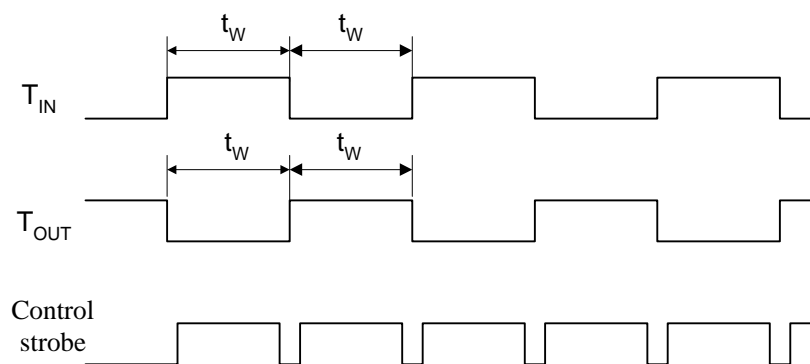 t_W t_W
T_IN
t_W t_W
T_OUT
Control
strobe